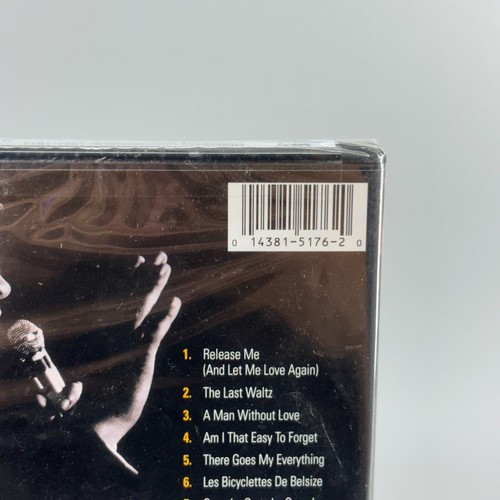 0 14381-5176-2 0
1. Release Me
(And Let Me Love Again)
2. The Last Waltz
3. A Man Without Love
4. Am I That Easy To Forget
5. There Goes My Everything
6. Les Bicyclettes De Belsize